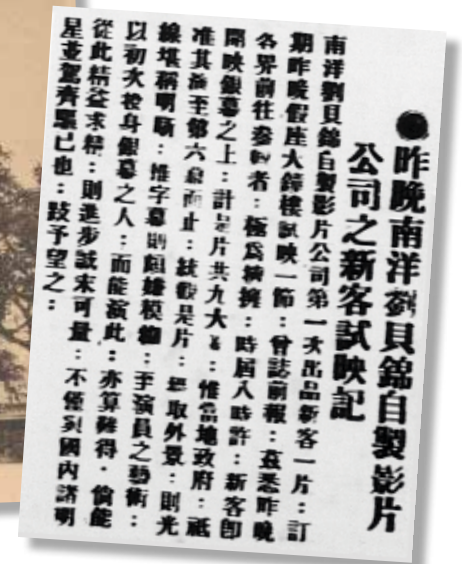 ●昨晚南洋劉貝錦自製影片
公司之新客試映記
南洋劉貝錦自製影片公司第一次出品新客一片：訂
期昨晚假座大鐘樓試映一節：曾誌前報：茲悉昨晚
各界前往參觀者：極爲擠擁：時屆八時許：新客卽
開映銀幕之上：計是片共九大：惟當地政府：祗
准其演至第六幕而止：統觀是片：取外景：則光
線堪稱明晰：惟字幕則頗嫌模糊：至演員之藝術：
以初次投身銀幕之人：而能演此：亦算難得．倘能
從此精益求精：則進步誠未可量：不僅列國內諸明
星並駕齊驅已也：跂予望之：